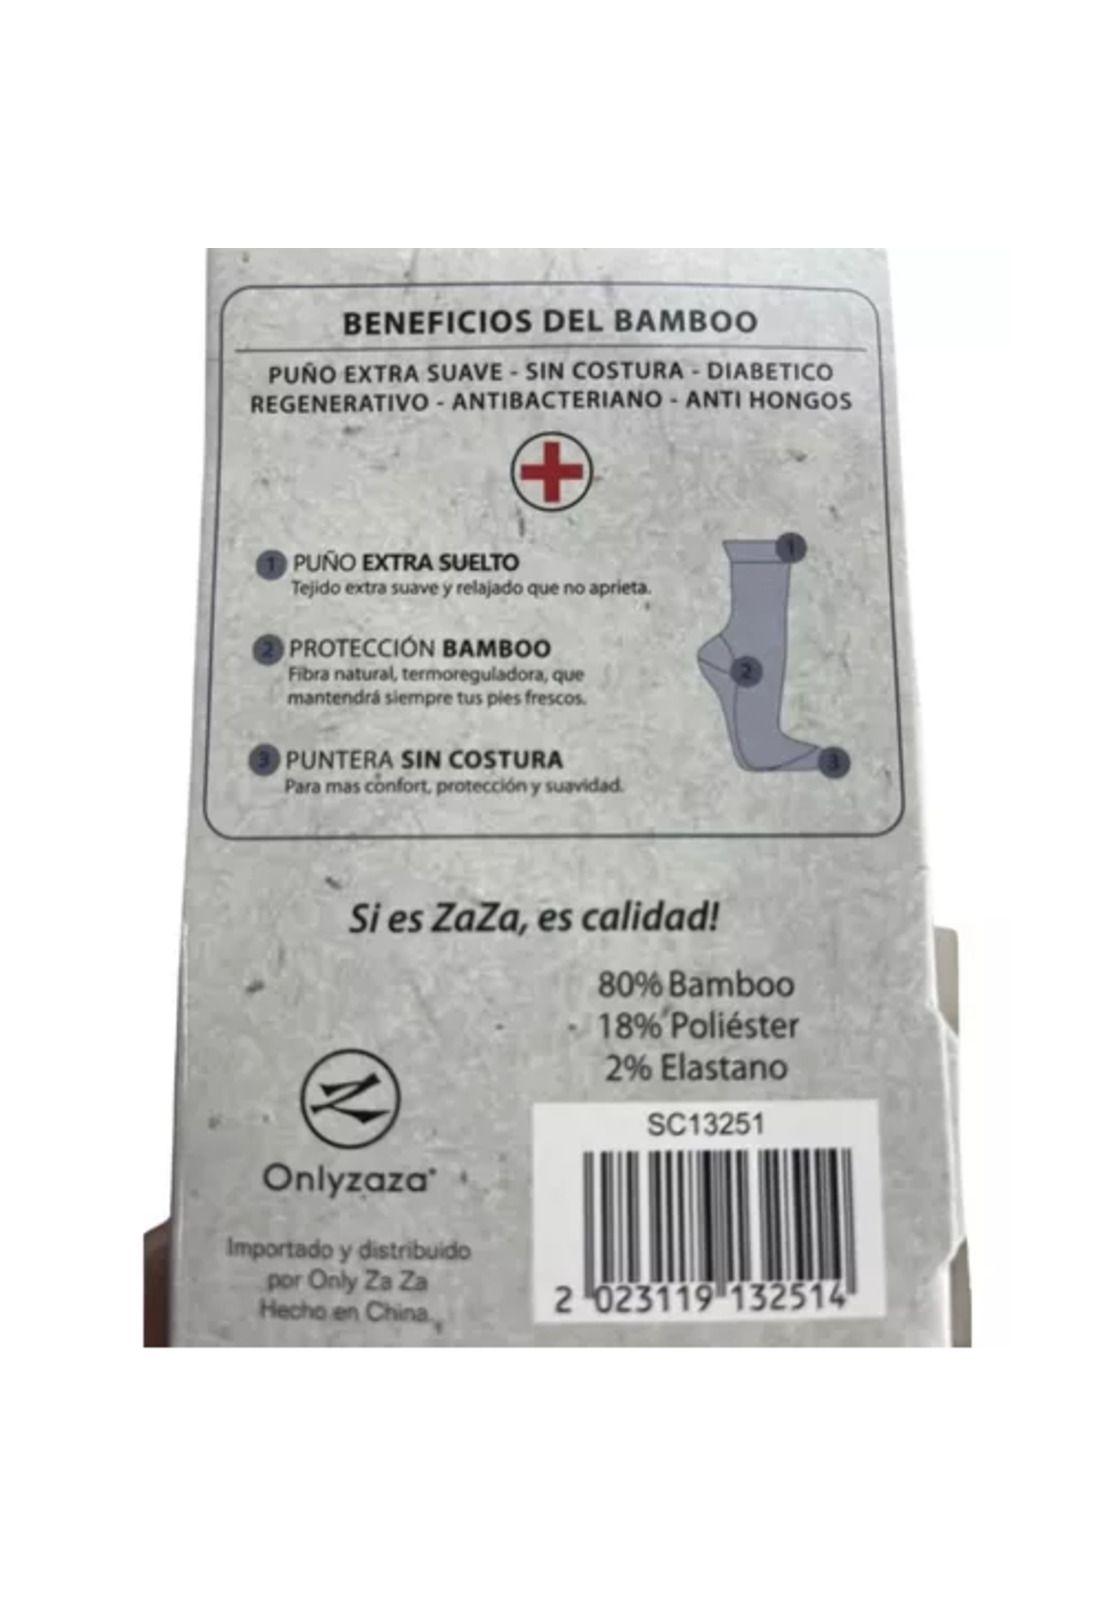 BENEFICIOS DEL BAMBOO
PUÑO EXTRA SUAVE - SIN COSTURA - DIABETICO
REGENERATIVO - ANTIBACTERIANO - ANTI HONGOS
1 PUÑO EXTRA SUELTO
Tejido extra suave y relajado que no aprieta.
2 PROTECCIÓN BAMBOO
Fibra natural, termoreguladora, que
mantendrá siempre tus pies frescos.
3 PUNTERA SIN COSTURA
Para mas confort, protección y suavidad.
1
2
3
Si es ZaZa, es calidad!
80% Bamboo
18% Poliéster
2% Elastano
Onlyzaza
Importado y distribuido
por Only Za Za
Hecho en China
SC13251
2 023119 132514